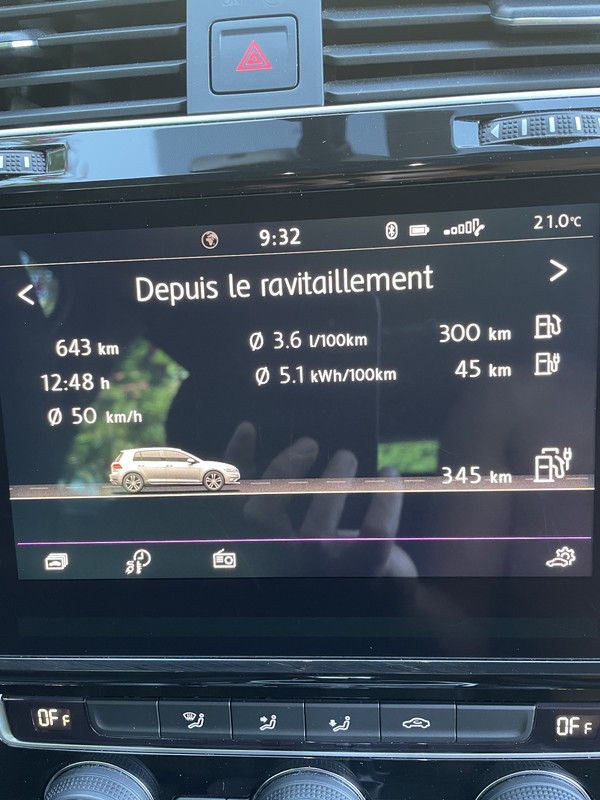 9:32
21.0°C
< Depuis le ravitaillement >
643 km
Ø 3.6 l/100km
300 km
12:48 h
Ø 5.1 kWh/100km
45 km
Ø 50 km/h
345 km
OFF
OFF